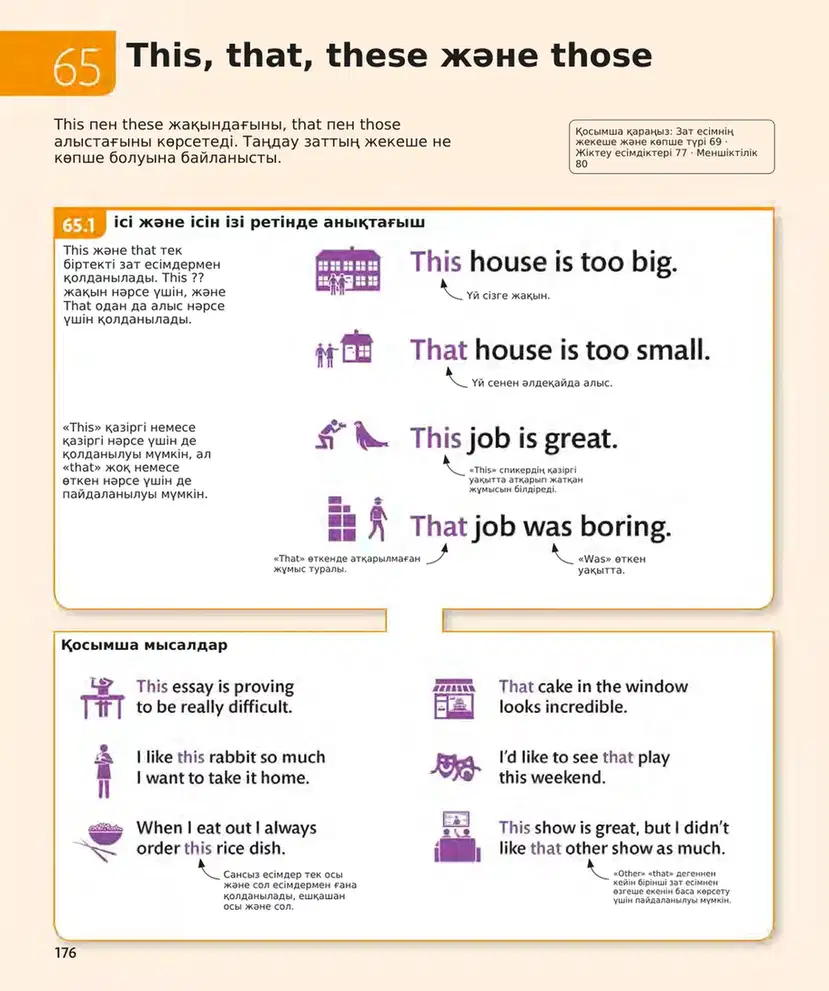 65
This, that, these және those
This пен these жақындағыны, that пен those
алыстағыны көрсетеді. Таңдау заттың жекеше не
көпше болуына байланысты.
Қосымша қараңыз: Зат есімнің
жекеше және көпше түрі 69 ·
Жіктеу есімдіктері 77 · Меншіктілік
80
65.1 ісі және ісін ізі ретінде анықтағыш
This және that тек
біртекті зат есімдермен
қолданылады. This ??
жақын нәрсе үшін, және
That одан да алыс нәрсе
үшін қолданылады.
This house is too big.
Үй сізге жақын.
That house is too small.
Үй сенен әлдеқайда алыс.
«This» қазіргі немесе
қазіргі нәрсе үшін де
қолданылуы мүмкін, ал
«that» жоқ немесе
өткен нәрсе үшін де
пайдаланылуы мүмкін.
This job is great.
«This» спикердің қазіргі
уақытта атқарып жатқан
жұмысын білдіреді.
That job was boring.
«That» өткенде атқарылмаған
жұмыс туралы.
«Was» өткен
уақытта.
Қосымша мысалдар
This essay is proving
to be really difficult.
I like this rabbit so much
I want to take it home.
When I eat out I always
order this rice dish.
Сансыз есімдер тек осы
және сол есімдермен ғана
қолданылады, ешқашан
осы және сол.
That cake in the window
looks incredible.
I'd like to see that play
this weekend.
This show is great, but I didn't
like that other show as much.
«Other» «that» дегеннен
кейін бірінші зат есімнен
өзгеше екенін баса көрсету
үшін пайдаланылуы мүмкін.
176